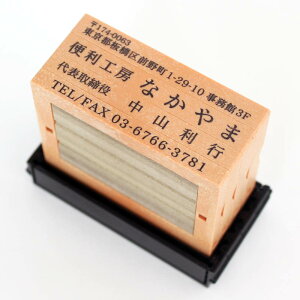 〒174-0063
東京都板橋区前野町1-29-10 事務館3F
便利工房 なかやま
代表取締役 中山利行
TEL/FAX 03-6766-3781